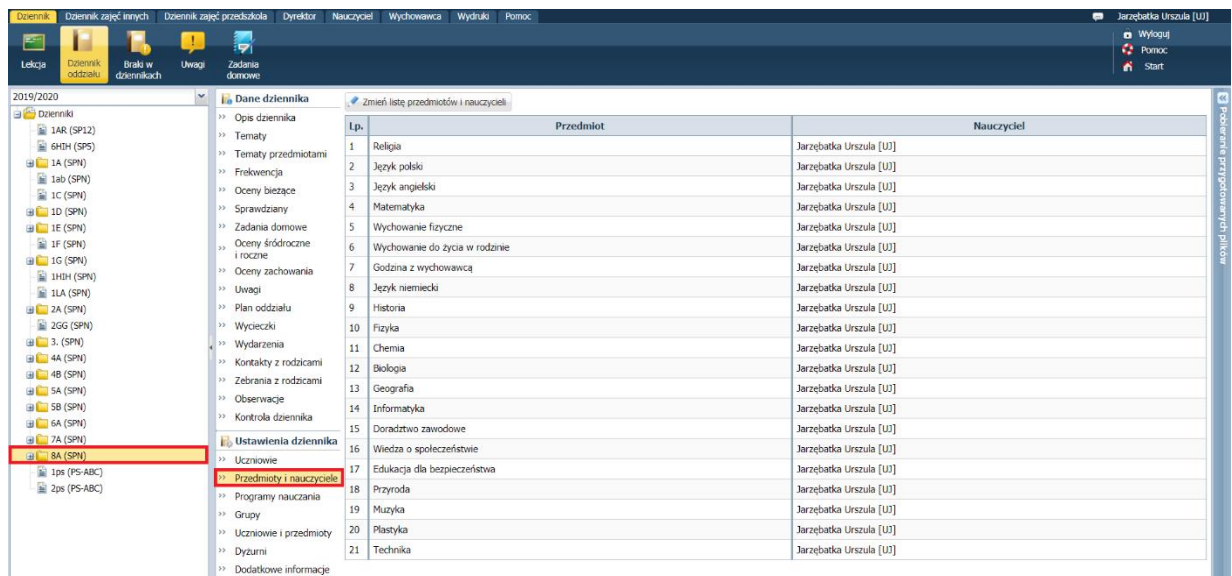 Dziennik Dziennik zajęć innych Dziennik zajęć przedszkola Dyrektor Nauczyciel Wychowawca Wydruki Pomoc Jarzębatka Urszula [UJ]
Lekcja
Dziennik oddziału
Braki w dziennikach
Uwagi
Zadania domowe
Wyloguj
Pomoc
Start
2019/2020
Dzienniki
1AR (SP12)
6HIH (SP5)
1A (SPN)
1ab (SPN)
1C (SPN)
1D (SPN)
1E (SPN)
1F (SPN)
1G (SPN)
1HIH (SPN)
1LA (SPN)
2A (SPN)
2GG (SPN)
3. (SPN)
4A (SPN)
4B (SPN)
5A (SPN)
5B (SPN)
6A (SPN)
7A (SPN)
8A (SPN)
1ps (PS-ABC)
2ps (PS-ABC)
Dane dziennika
Opis dziennika
Tematy
Tematy przedmiotami
Frekwencja
Oceny bieżące
Sprawdziany
Zadania domowe
Oceny śródroczne
i roczne
Oceny zachowania
Uwagi
Plan oddziału
Wycieczki
Wydarzenia
Kontakty z rodzicami
Zebrania z rodzicami
Obserwacje
Kontrola dziennika
Ustawienia dziennika
Uczniowie
Przedmioty i nauczyciele
Programy nauczania
Grupy
Uczniowie i przedmioty
Dyżurni
Dodatkowe informacje
Zmień listę przedmiotów i nauczycieli
Lp. Przedmiot Nauczyciel
1 Religia Jarzębatka Urszula [UJ]
2 Język polski Jarzębatka Urszula [UJ]
3 Język angielski Jarzębatka Urszula [UJ]
4 Matematyka Jarzębatka Urszula [UJ]
5 Wychowanie fizyczne Jarzębatka Urszula [UJ]
6 Wychowanie do życia w rodzinie Jarzębatka Urszula [UJ]
7 Godzina z wychowawcą Jarzębatka Urszula [UJ]
8 Język niemiecki Jarzębatka Urszula [UJ]
9 Historia Jarzębatka Urszula [UJ]
10 Fizyka Jarzębatka Urszula [UJ]
11 Chemia Jarzębatka Urszula [UJ]
12 Biologia Jarzębatka Urszula [UJ]
13 Geografia Jarzębatka Urszula [UJ]
14 Informatyka Jarzębatka Urszula [UJ]
15 Doradztwo zawodowe Jarzębatka Urszula [UJ]
16 Wiedza o społeczeństwie Jarzębatka Urszula [UJ]
17 Edukacja dla bezpieczeństwa Jarzębatka Urszula [UJ]
18 Przyroda Jarzębatka Urszula [UJ]
19 Muzyka Jarzębatka Urszula [UJ]
20 Plastyka Jarzębatka Urszula [UJ]
21 Technika Jarzębatka Urszula [UJ]
Pobieranie przygotowanych plików